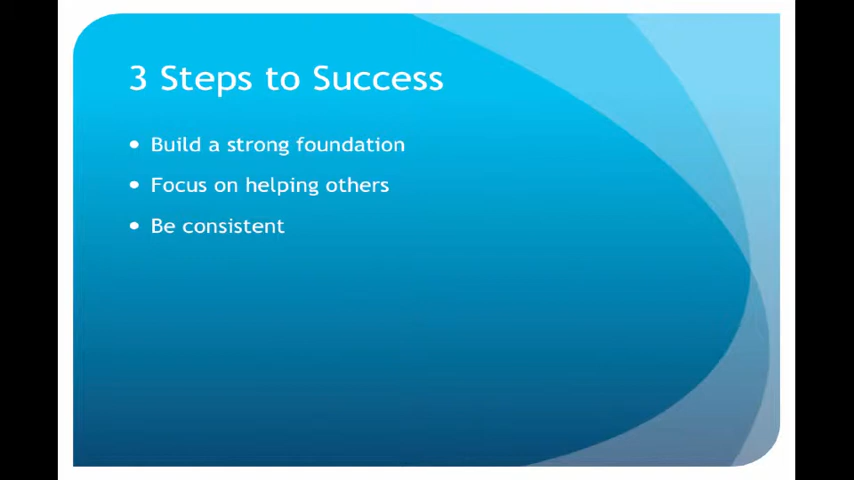 3 Steps to Success
• Build a strong foundation
• Focus on helping others
• Be consistent